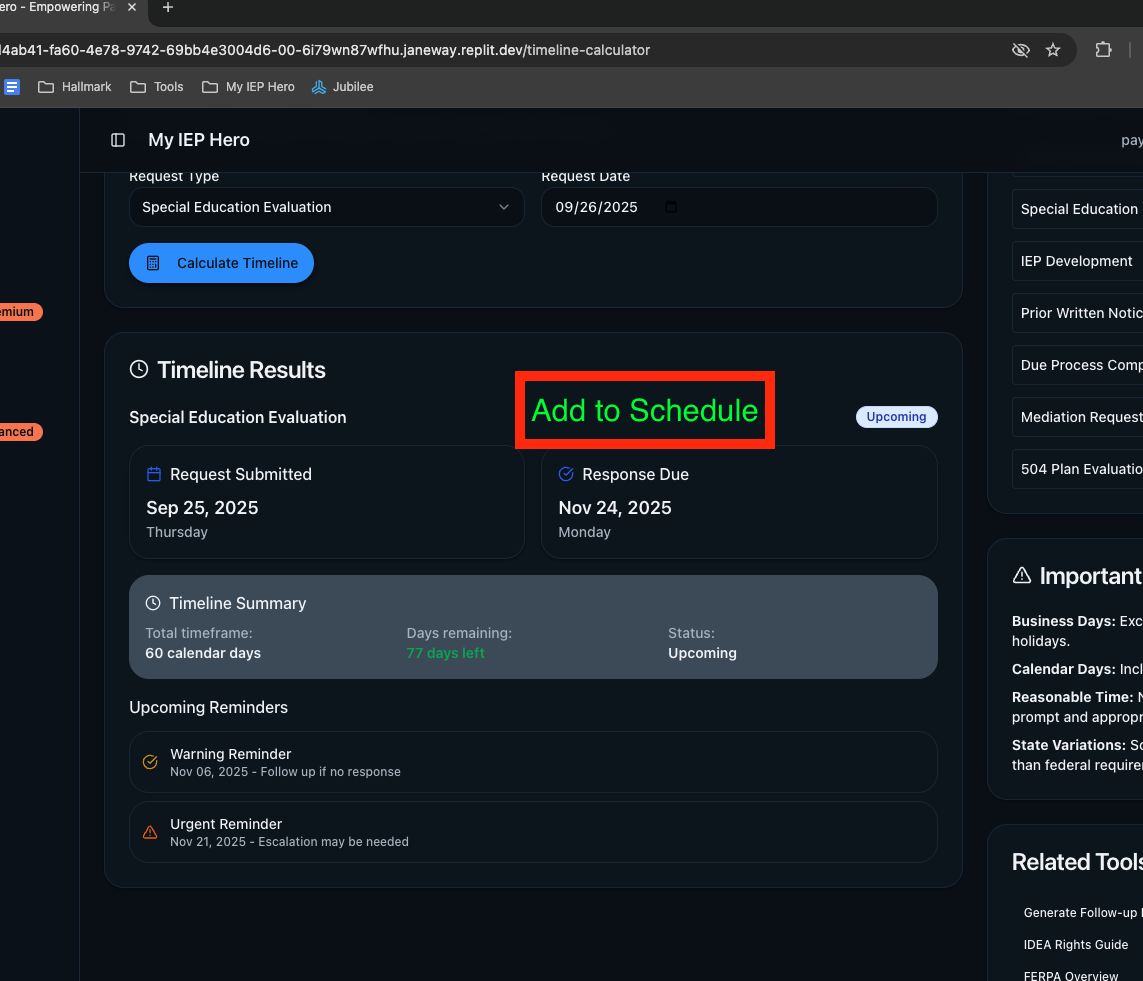 ero - Empowering Pa
l4ab41-fa60-4e78-9742-69bb4e3004d6-00-6i79wn87wfhu.janeway.replit.dev/timeline-calculator
Hallmark
Tools
My IEP Hero
Jubilee
My IEP Hero
pay
Request Type
Request Date
Special Education Evaluation
09/26/2025
Calculate Timeline
emium
anced
Timeline Results
Add to Schedule
Special Education Evaluation
Upcoming
Request Submitted
Sep 25, 2025
Thursday
Response Due
Nov 24, 2025
Monday
Timeline Summary
Total timeframe:
60 calendar days
Days remaining:
77 days left
Status:
Upcoming
Upcoming Reminders
Warning Reminder
Nov 06, 2025 - Follow up if no response
Urgent Reminder
Nov 21, 2025 - Escalation may be needed
Special Education
IEP Development
Prior Written Notic
Due Process Comp
Mediation Request
504 Plan Evaluatio
Important
Business Days: Exc
holidays.
Calendar Days: Incl
Reasonable Time: N
prompt and appropr
State Variations: So
than federal requirer
Related Tools
Generate Follow-up
IDEA Rights Guide
FERPA Overview